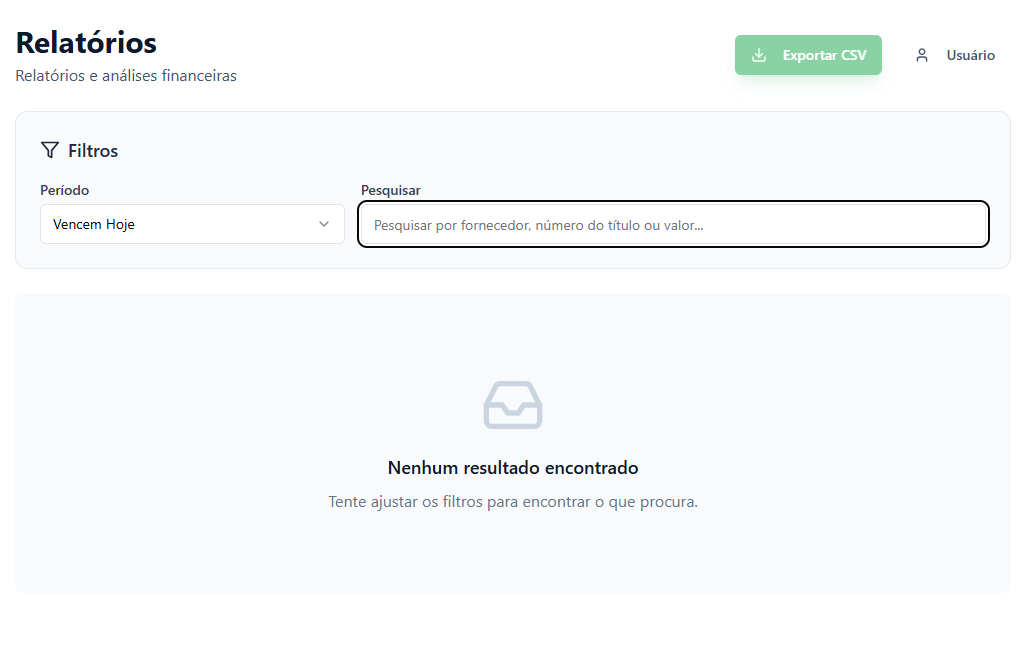 Relatórios
Relatórios e análises financeiras
Exportar CSV
Usuário
Filtros
Período
Pesquisar
Vencem Hoje
Pesquisar por fornecedor, número do título ou valor...
Nenhum resultado encontrado
Tente ajustar os filtros para encontrar o que procura.